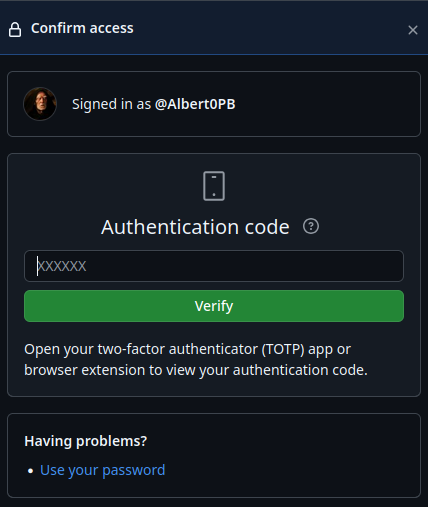 Confirm access
Signed in as @Albert0PB
Authentication code
XXXXXX
Verify
Open your two-factor authenticator (TOTP) app or
browser extension to view your authentication code.
Having problems?
Use your password